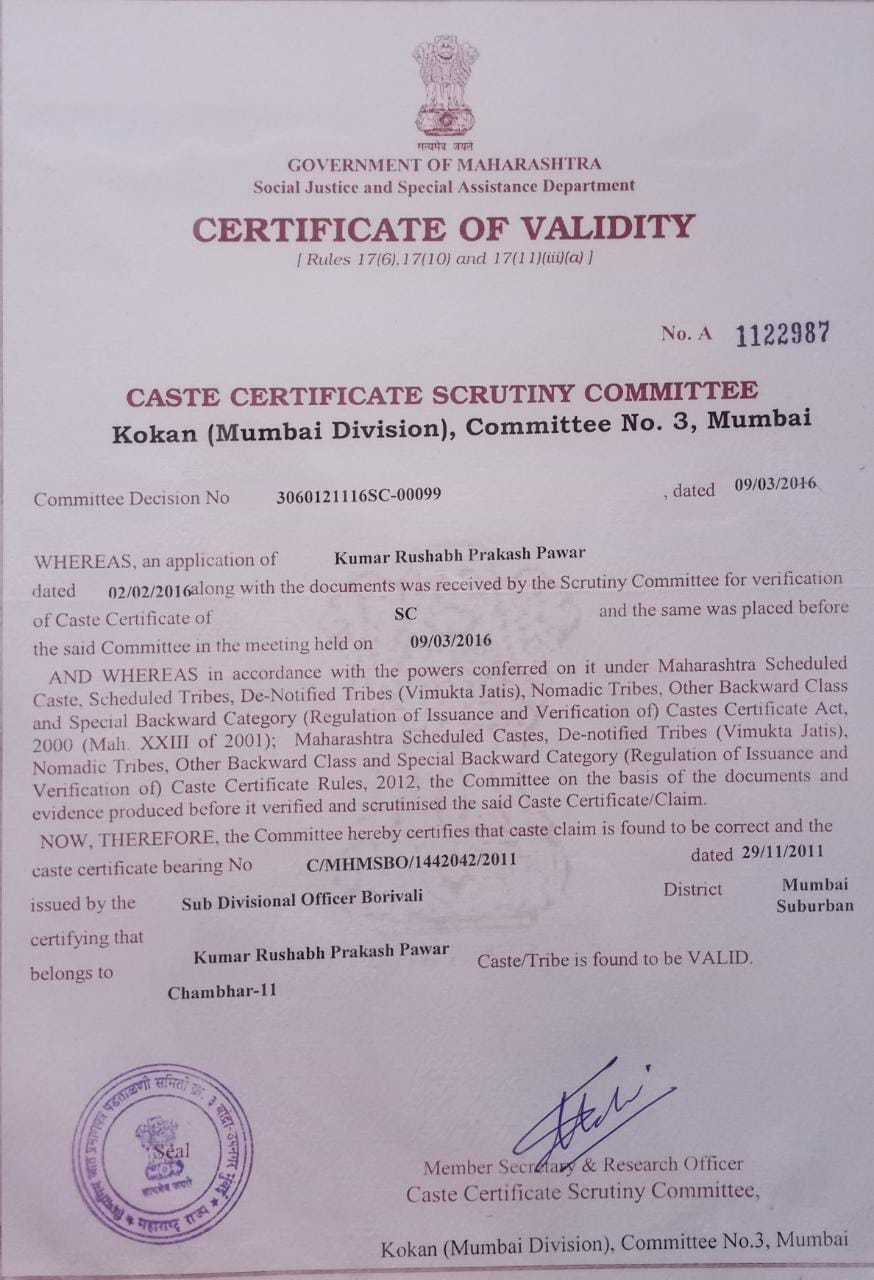 सत्यमेव जयते
GOVERNMENT OF MAHARASHTRA
Social Justice and Special Assistance Department
CERTIFICATE OF VALIDITY
[ Rules 17(6),17(10) and 17(11)(iii)(a) ]
No. A 1122987
CASTE CERTIFICATE SCRUTINY COMMITTEE
Kokan (Mumbai Division), Committee No. 3, Mumbai
Committee Decision No 3060121116SC-00099 , dated 09/03/2016
WHEREAS, an application of Kumar Rushabh Prakash Pawar
dated 02/02/2016along with the documents was received by the Scrutiny Committee for verification
of Caste Certificate of SC and the same was placed before
the said Committee in the meeting held on 09/03/2016
AND WHEREAS in accordance with the powers conferred on it under Maharashtra Scheduled
Caste, Scheduled Tribes, De-Notified Tribes (Vimukta Jatis), Nomadic Tribes, Other Backward Class
and Special Backward Category (Regulation of Issuance and Verification of) Castes Certificate Act,
2000 (Mah. XXIII of 2001); Maharashtra Scheduled Castes, De-notified Tribes (Vimukta Jatis),
Nomadic Tribes, Other Backward Class and Special Backward Category (Regulation of Issuance and
Verification of) Caste Certificate Rules, 2012, the Committee on the basis of the documents and
evidence produced before it verified and scrutinised the said Caste Certificate/Claim.
NOW, THEREFORE, the Committee hereby certifies that caste claim is found to be correct and the
caste certificate bearing No C/MHMSBO/1442042/2011 dated 29/11/2011
issued by the Sub Divisional Officer Borivali District Mumbai Suburban
certifying that
Kumar Rushabh Prakash Pawar Caste/Tribe is found to be VALID.
belongs to
Chambhar-11
जात प्रमाणपत्र पडताळणी समिती क्र. ३ बांद्रा-उपनगर मुंबई
महाराष्ट्र राज्य
Seal
सत्यमेव जयते
Member Secretary & Research Officer
Caste Certificate Scrutiny Committee,
Kokan (Mumbai Division), Committee No.3, Mumbai